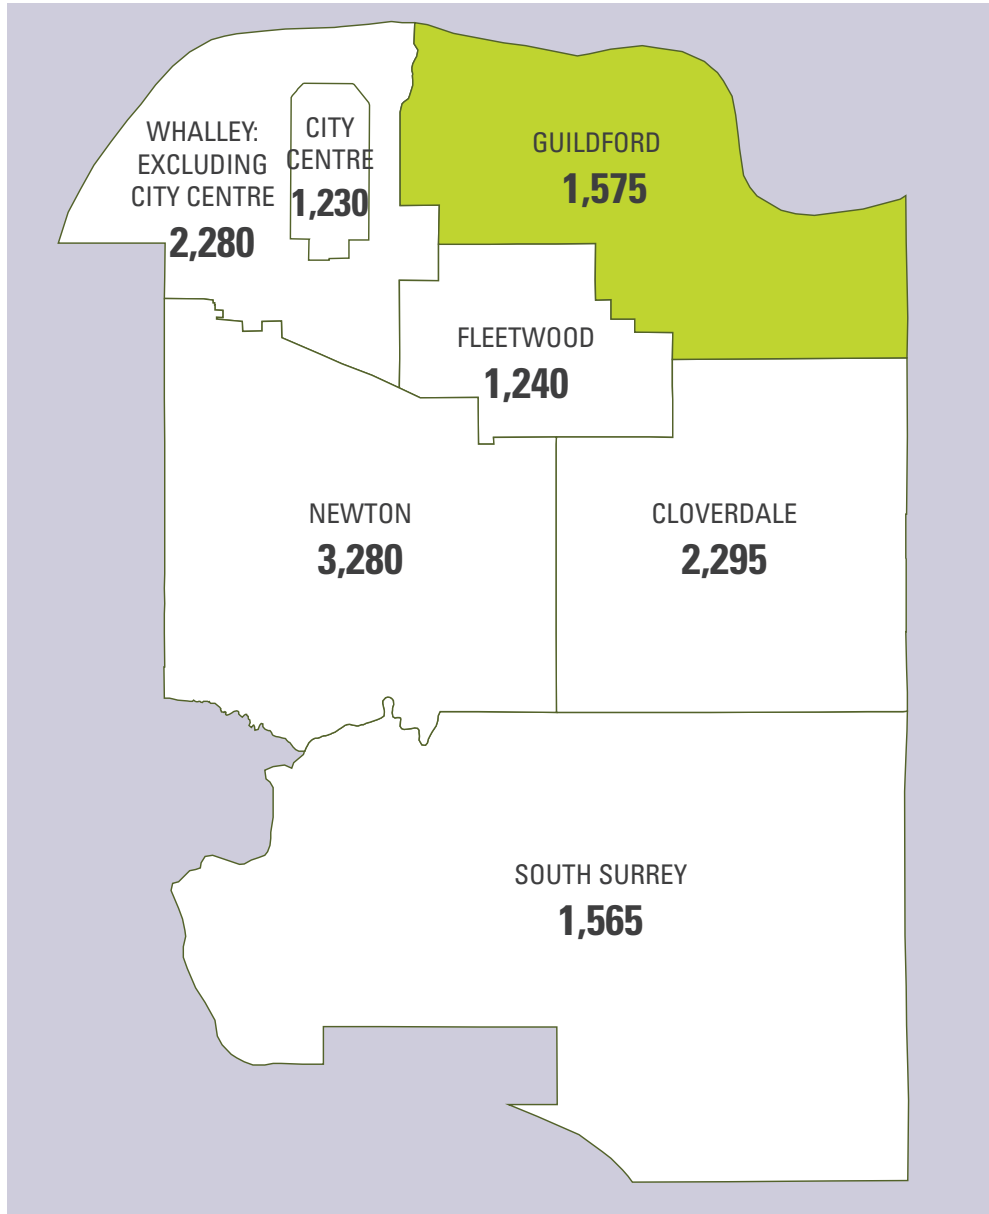 WHALLEY:
EXCLUDING
CITY CENTRE
2,280
CITY
CENTRE
1,230
GUILDFORD
1,575
FLEETWOOD
1,240
NEWTON
3,280
CLOVERDALE
2,295
SOUTH SURREY
1,565